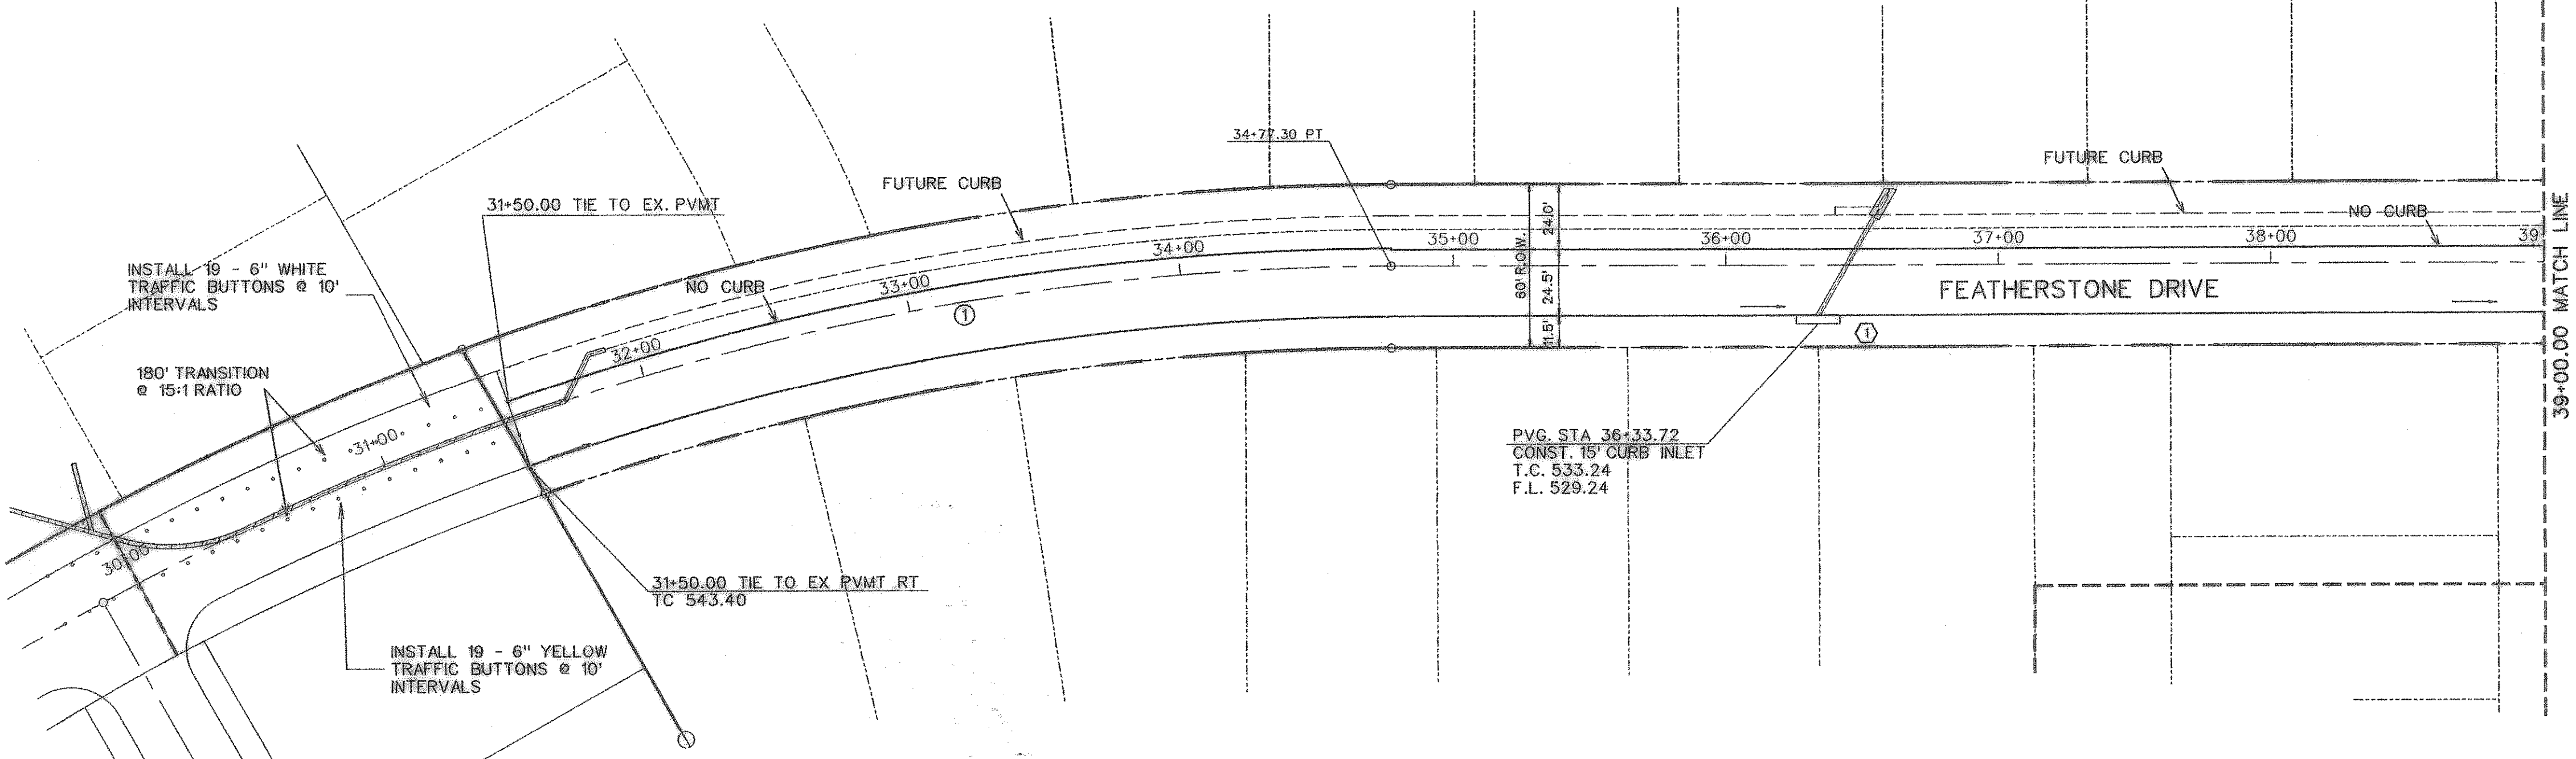 34+77.30 PT
FUTURE CURB
FUTURE CURB
31+50.00 TIE TO EX. PVMT
NO CURB
24.0'
60' R.O.W.
24.5'
11.5'
35+00
36+00
37+00
38+00
39
34+00
33+00
32+00
31+00
30+00
INSTALL 19 - 6" WHITE
TRAFFIC BUTTONS @ 10'
INTERVALS
NO CURB
1
FEATHERSTONE DRIVE
1
39+00.00 MATCH LINE
180' TRANSITION
@ 15:1 RATIO
PVG. STA 36+33.72
CONST. 15' CURB INLET
T.C. 533.24
F.L. 529.24
31+50.00 TIE TO EX PVMT RT
TC 543.40
INSTALL 19 - 6" YELLOW
TRAFFIC BUTTONS @ 10'
INTERVALS